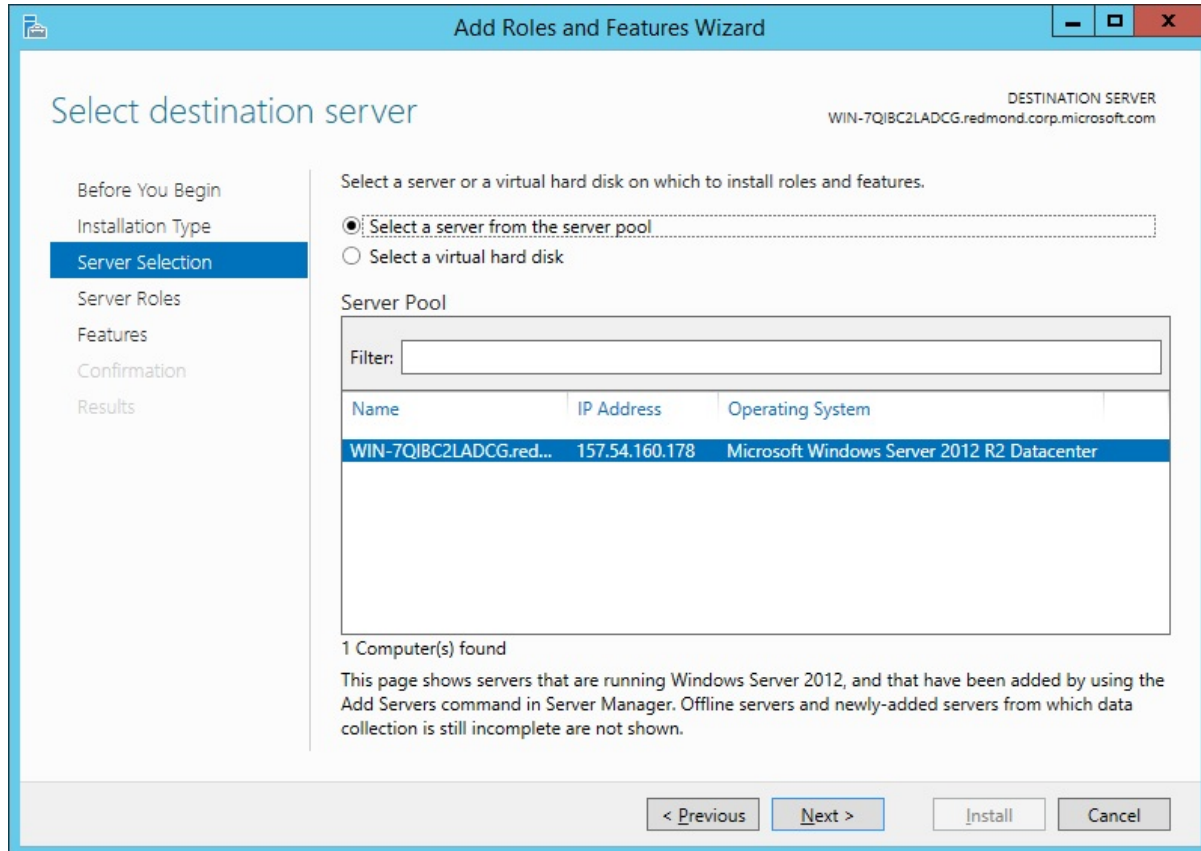 Add Roles and Features Wizard
Select destination server
DESTINATION SERVER
WIN-7QIBC2LADCG.redmond.corp.microsoft.com
Before You Begin
Installation Type
Server Selection
Server Roles
Features
Confirmation
Results
Select a server or a virtual hard disk on which to install roles and features.
Select a server from the server pool
Select a virtual hard disk
Server Pool
Filter:
Name IP Address Operating System
WIN-7QIBC2LADCG.red... 157.54.160.178 Microsoft Windows Server 2012 R2 Datacenter
1 Computer(s) found
This page shows servers that are running Windows Server 2012, and that have been added by using the
Add Servers command in Server Manager. Offline servers and newly-added servers from which data
collection is still incomplete are not shown.
< Previous Next > Install Cancel